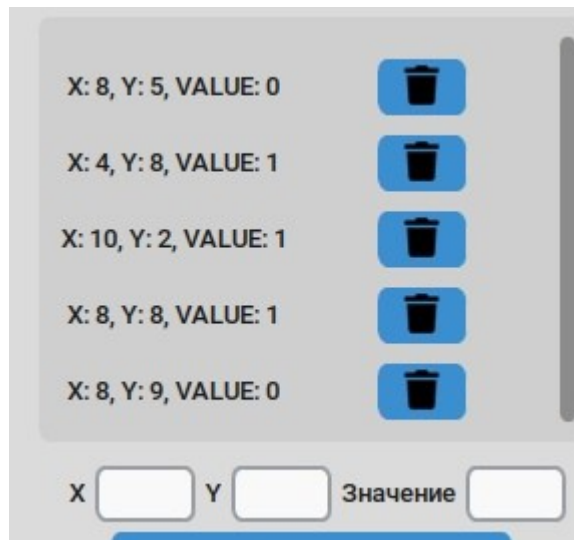 X: 8, Y: 5, VALUE: 0
X: 4, Y: 8, VALUE: 1
X: 10, Y: 2, VALUE: 1
X: 8, Y: 8, VALUE: 1
X: 8, Y: 9, VALUE: 0
X Y Значение